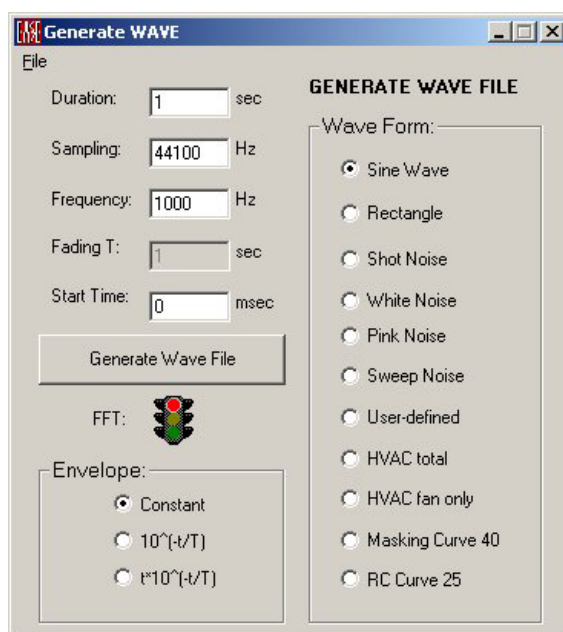 Generate WAVE
File
Duration: 1 sec
Sampling: 44100 Hz
Frequency: 1000 Hz
Fading T: 1 sec
Start Time: 0 msec
Generate Wave File
FFT:
Envelope:
Constant
10^(-t/T)
t*10^(-t/T)
GENERATE WAVE FILE
Wave Form:
Sine Wave
Rectangle
Shot Noise
White Noise
Pink Noise
Sweep Noise
User-defined
HVAC total
HVAC fan only
Masking Curve 40
RC Curve 25